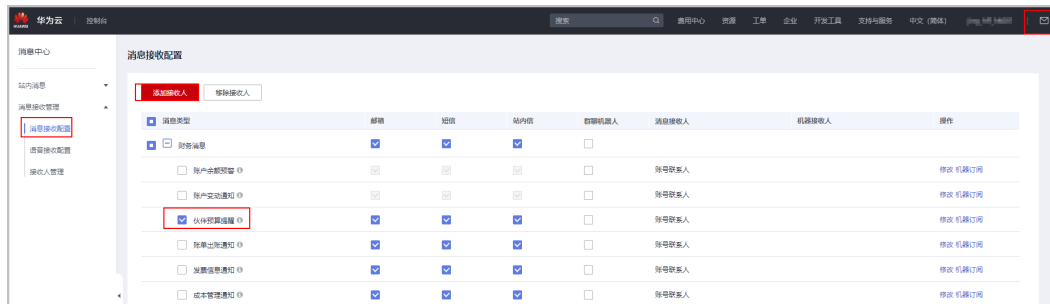 HUAWEI 华为云 控制台 搜索 费用中心 资源 工单 企业 开发工具 支持与服务 中文 (简体)
消息中心
消息接收配置
站内消息
添加接收人 移除接收人
消息接收管理
消息类型 邮箱 短信 站内信 群聊机器人 消息接收人 机器接收人 操作
消息接收配置
财务消息
语音接收配置
接收人管理
账户余额预警 账号联系人 修改 机器订阅
账户变动通知 账号联系人 修改 机器订阅
伙伴预算提醒 账号联系人 修改 机器订阅
账单出账通知 账号联系人 修改 机器订阅
发票信息通知 账号联系人 修改 机器订阅
成本管理通知 账号联系人 修改 机器订阅